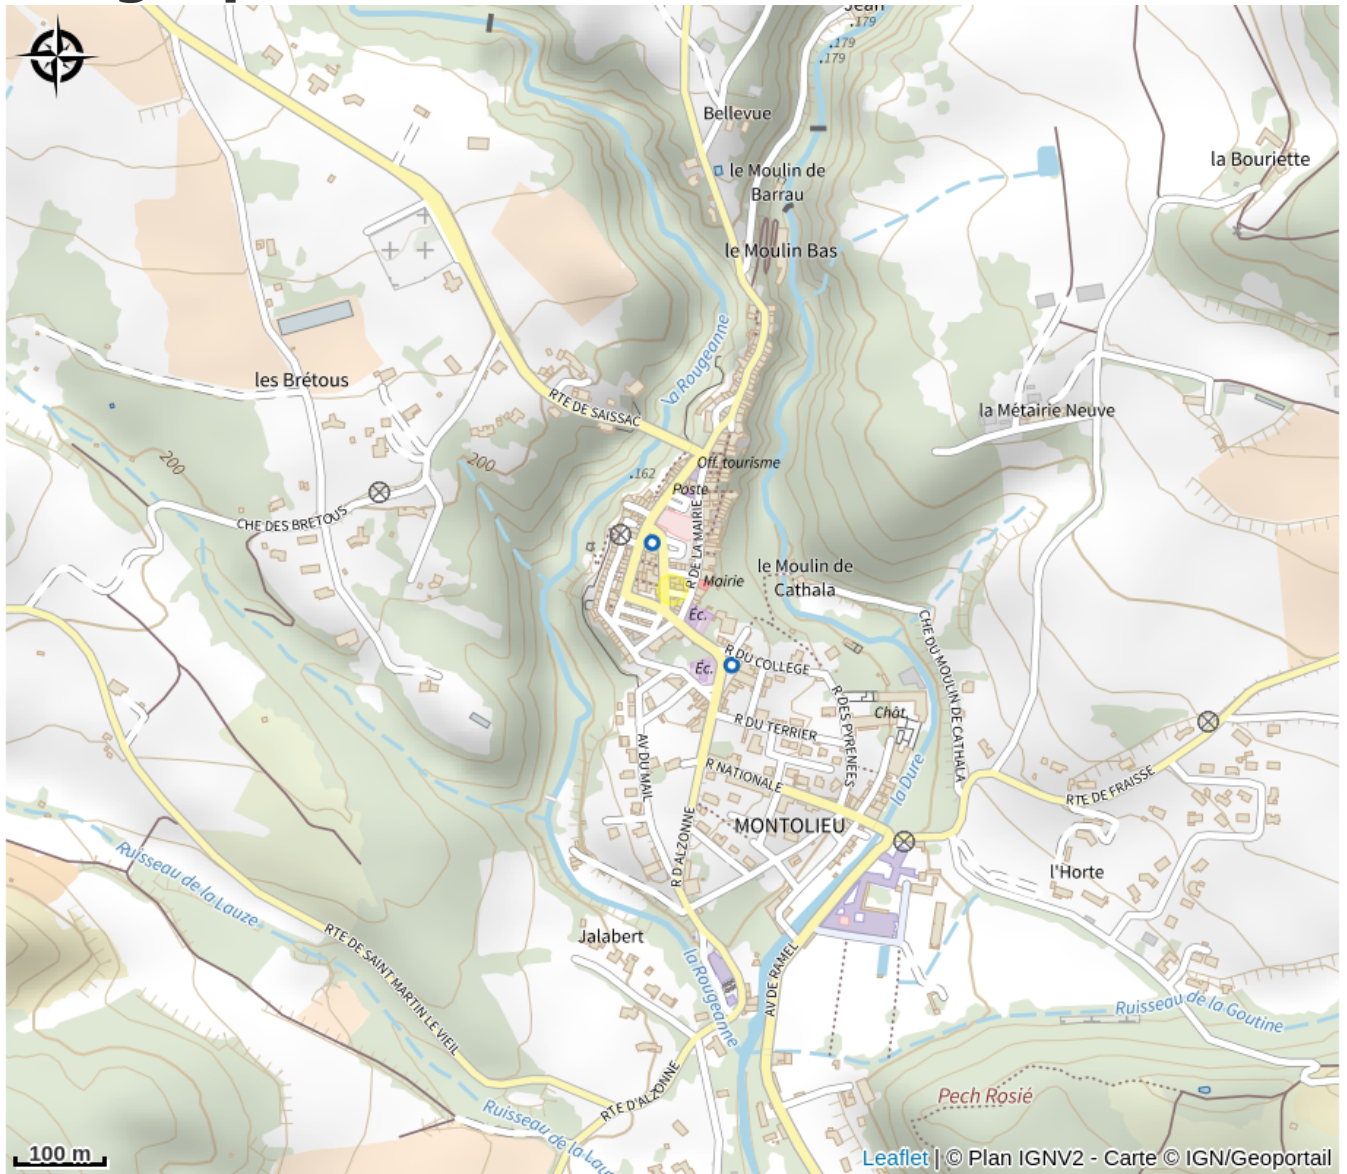 Jean
179
.179
.179
Bellevue
la Bouriette
le Moulin de
Barrau
le Moulin Bas
la Rougeanne
les Brétous
RTE DE SAISSAC
la Métairie Neuve
200
200
.162
Off. tourisme
Poste
CHE DES BRETOUS
R DE LA MAIRIE
Mairie
le Moulin de
Cathala
Éc.
CHE DU MOULIN DE CATHALA
Éc.
R DU COLLEGE
R DES PYRENEES
Chât.
R DU TERRIER
AV DU MAIL
R NATIONALE
la Dure
RTE DE FRAISSE
MONTOLIEU
R D'ALZONNE
Ruisseau de la Lauze
l'Horte
Jalabert
RTE DE SAINT MARTIN LE VIEIL
la Rougeanne
AV DE RAMEL
Ruisseau de la Goutine
RTE D'ALZONNE
Pech Rosié
Ruisseau de la Lauz
100 m
Leaflet | © Plan IGNV2 - Carte © IGN/Geoportail